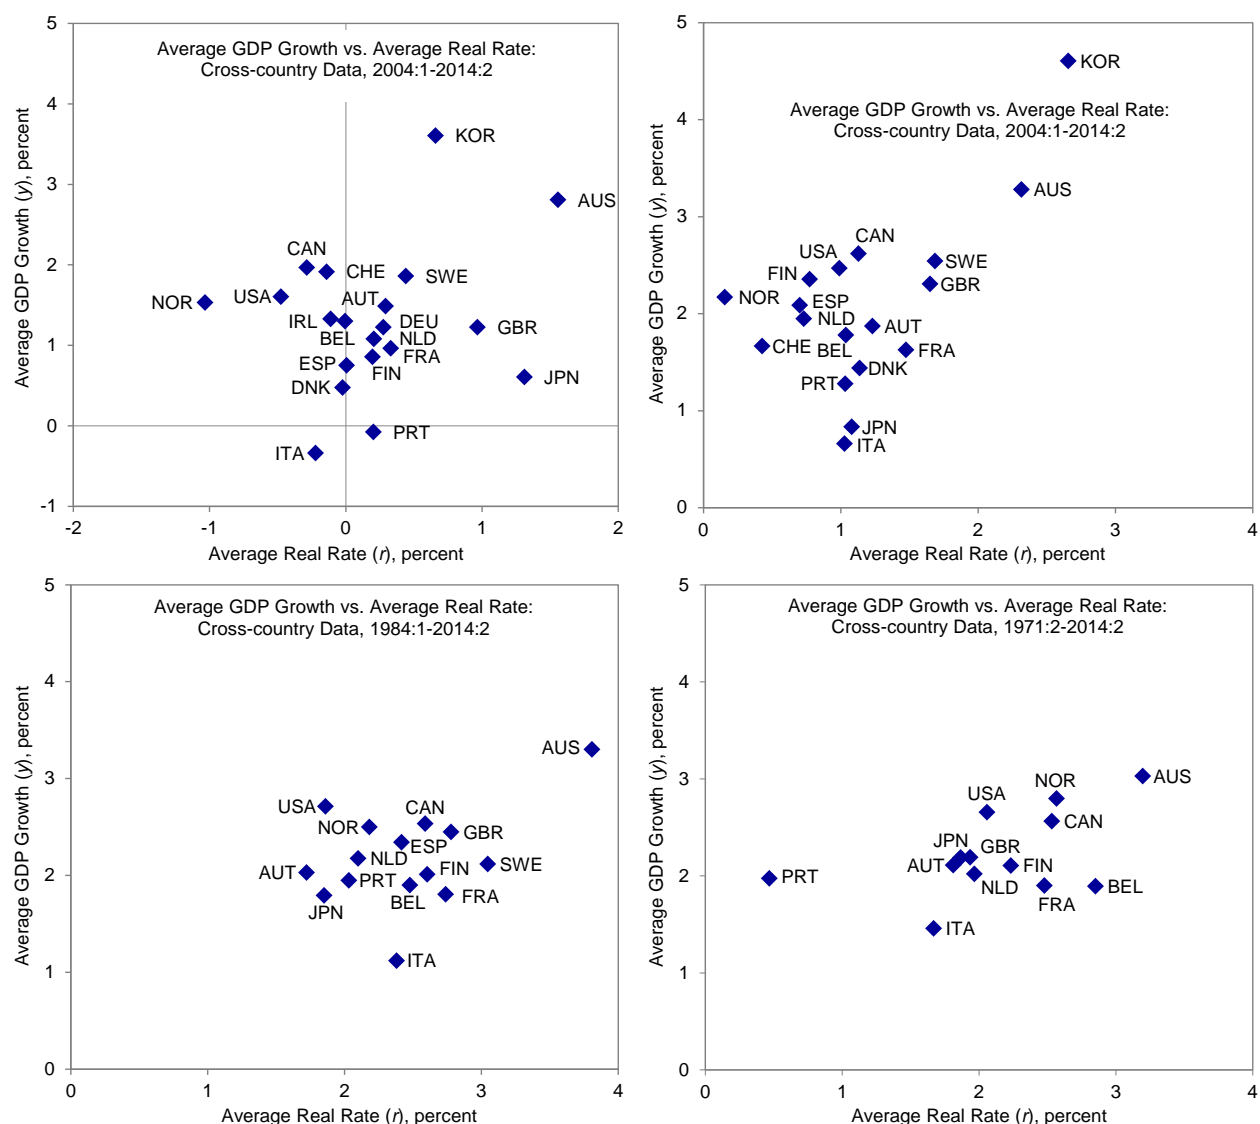 Average GDP Growth vs. Average Real Rate:
Cross-country Data, 2004:1-2014:2
Average GDP Growth (y), percent
5
4
3
2
1
0
-1
KOR
AUS
CAN
CHE
SWE
NOR
USA
AUT
IRL
DEU
GBR
BEL
NLD
ESP
FRA
FIN
JPN
DNK
PRT
ITA
-2
-1
0
1
2
Average Real Rate (r), percent
Average GDP Growth vs. Average Real Rate:
Cross-country Data, 2004:1-2014:2
Average GDP Growth (y), percent
5
4
3
2
1
0
KOR
AUS
CAN
USA
SWE
FIN
GBR
NOR
ESP
NLD
AUT
CHE
BEL
FRA
DNK
PRT
JPN
ITA
0
1
2
3
4
Average Real Rate (r), percent
Average GDP Growth vs. Average Real Rate:
Cross-country Data, 1984:1-2014:2
Average GDP Growth (y), percent
5
4
3
2
1
0
AUS
USA
CAN
NOR
GBR
ESP
NLD
SWE
AUT
PRT
FIN
JPN
BEL
FRA
ITA
0
1
2
3
4
Average Real Rate (r), percent
Average GDP Growth vs. Average Real Rate:
Cross-country Data, 1971:2-2014:2
Average GDP Growth (y), percent
5
4
3
2
1
0
AUS
NOR
USA
CAN
JPN
GBR
AUT
FIN
PRT
NLD
BEL
FRA
ITA
0
1
2
3
4
Average Real Rate (r), percent